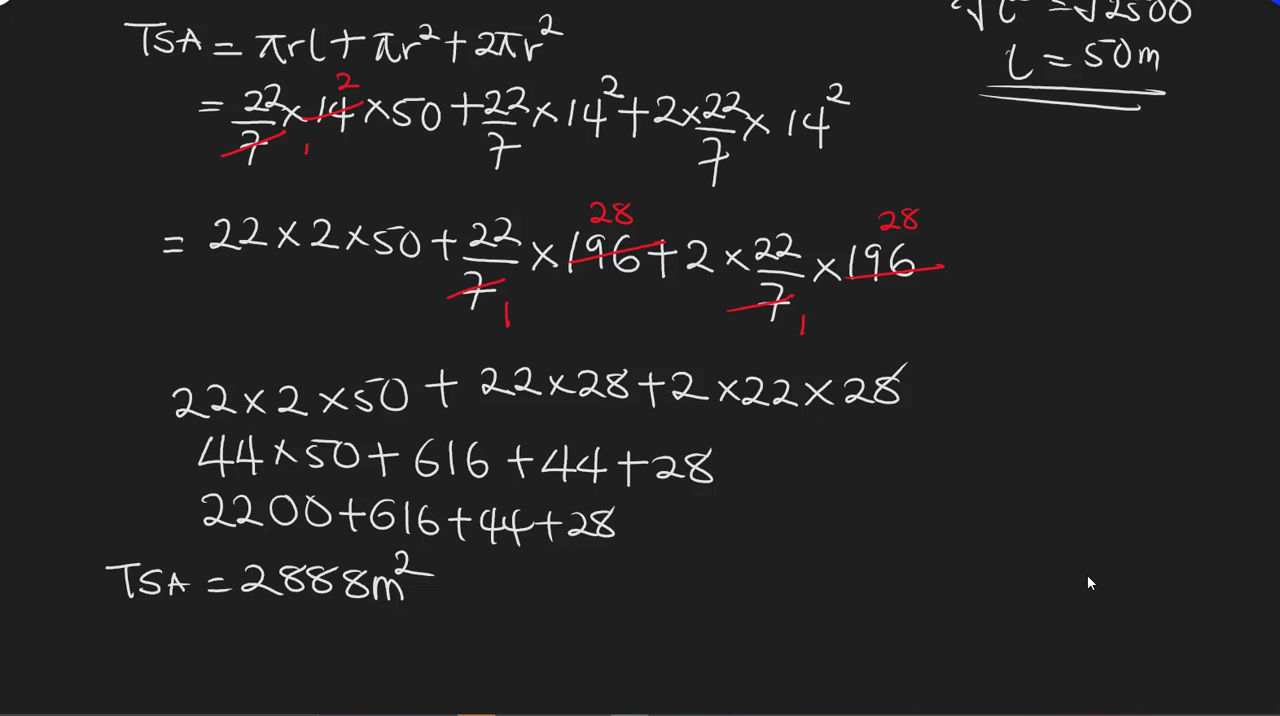 √l² = √2500
l = 50m
TSA = πrl + πr² + 2πr²
= 22/7 × 14 × 50 + 22/7 × 14² + 2 × 22/7 × 14²
2
1
= 22 × 2 × 50 + 22/7 × 196 + 2 × 22/7 × 196
28 28
1 1
22 × 2 × 50 + 22 × 28 + 2 × 22 × 28
44 × 50 + 616 + 44 + 28
2200 + 616 + 44 + 28
TSA = 2888m²